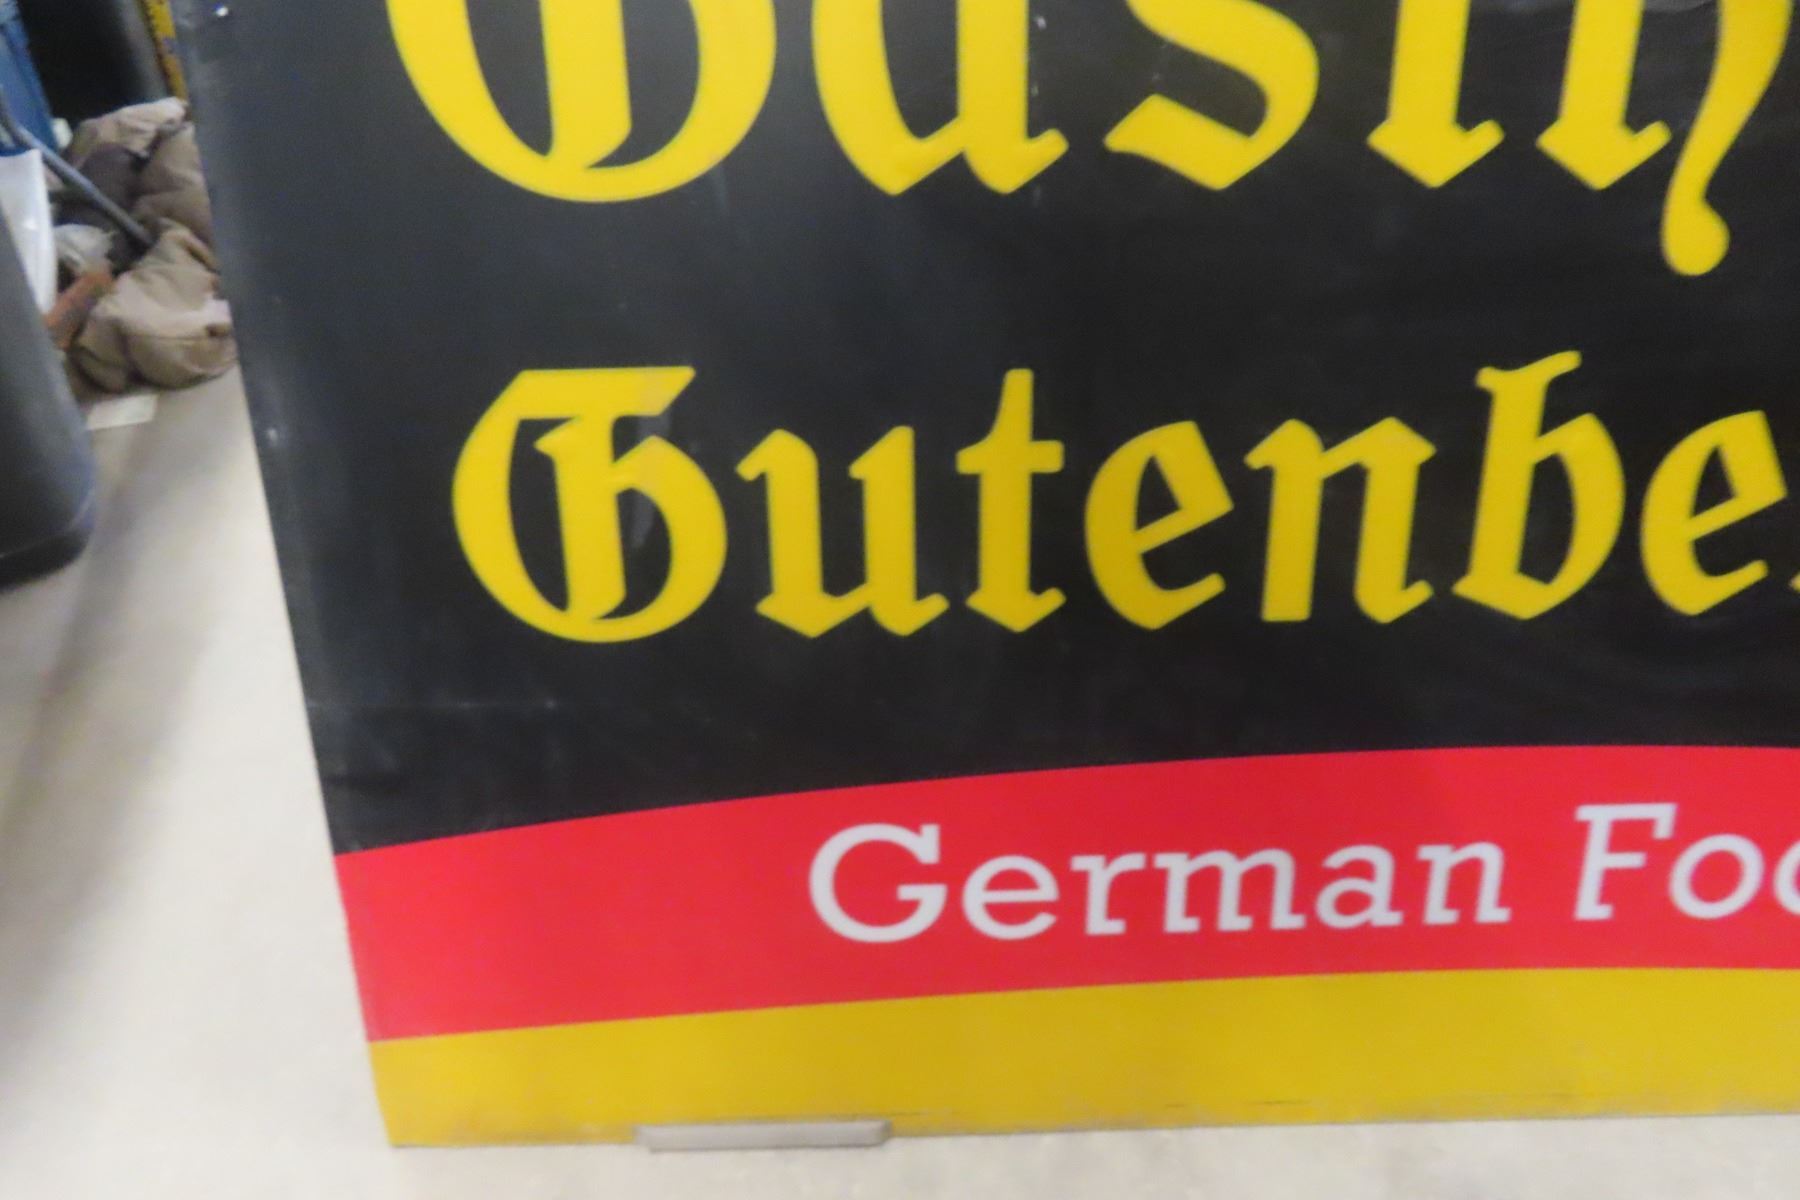 Gasth
Gutenbe
German Foo